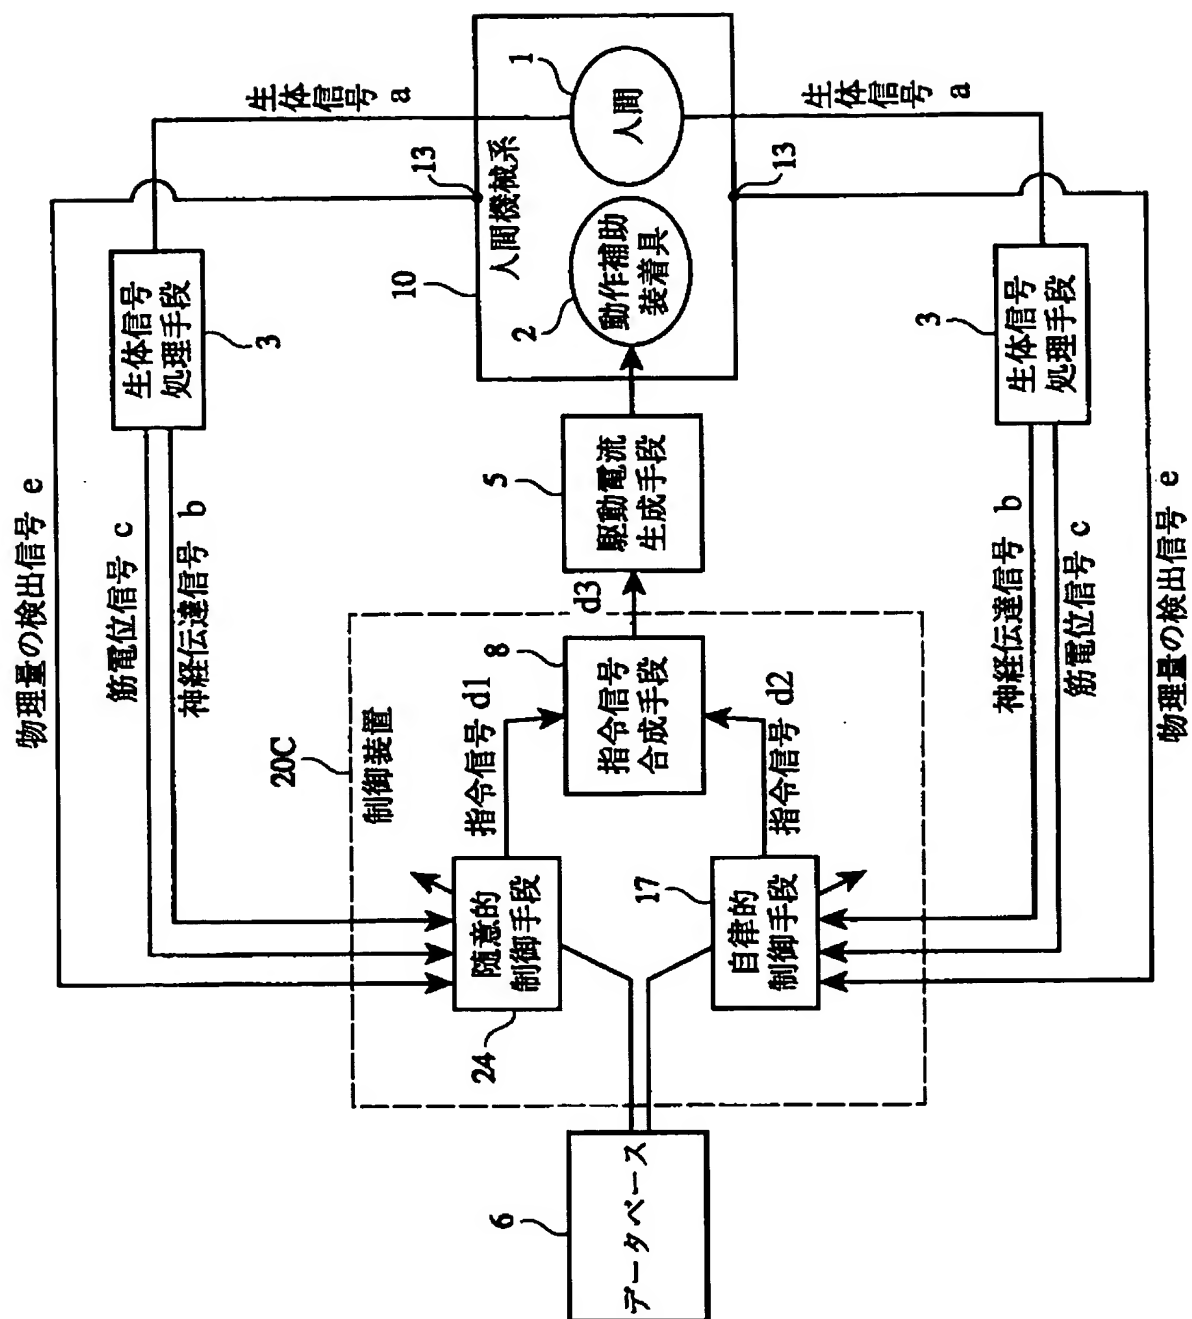 物理量の検出信号 e
筋電位信号 c
神経伝達信号 b
生体信号
処理手段
3
生体信号 a
20C
制御装置
24
随意的
制御手段
指令信号 d1
6
データベース
8
指令信号
合成手段
d3
5
駆動電流
生成手段
10
人間機械系
13
2
動作補助
装着具
1
人間
13
17
自律的
制御手段
指令信号 d2
生体信号 a
3
生体信号
処理手段
神経伝達信号 b
筋電位信号 c
物理量の検出信号 e